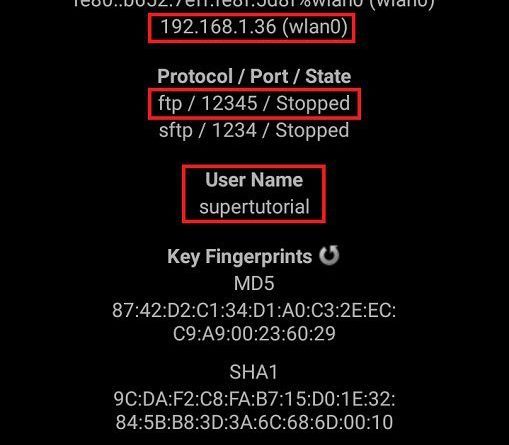 (wlan0)
192.168.1.36 (wlan0)
Protocol / Port / State
ftp / 12345 / Stopped
sftp / 1234 / Stopped
User Name
supertutorial
Key Fingerprints
MD5
87:42:D2:C1:34:D1:A0:C3:2E:EC:
C9:A9:00:23:60:29
SHA1
9C:DA:F2:C8:FA:B7:15:D0:1E:32:
84:5B:B8:3D:3A:6C:68:6D:00:10